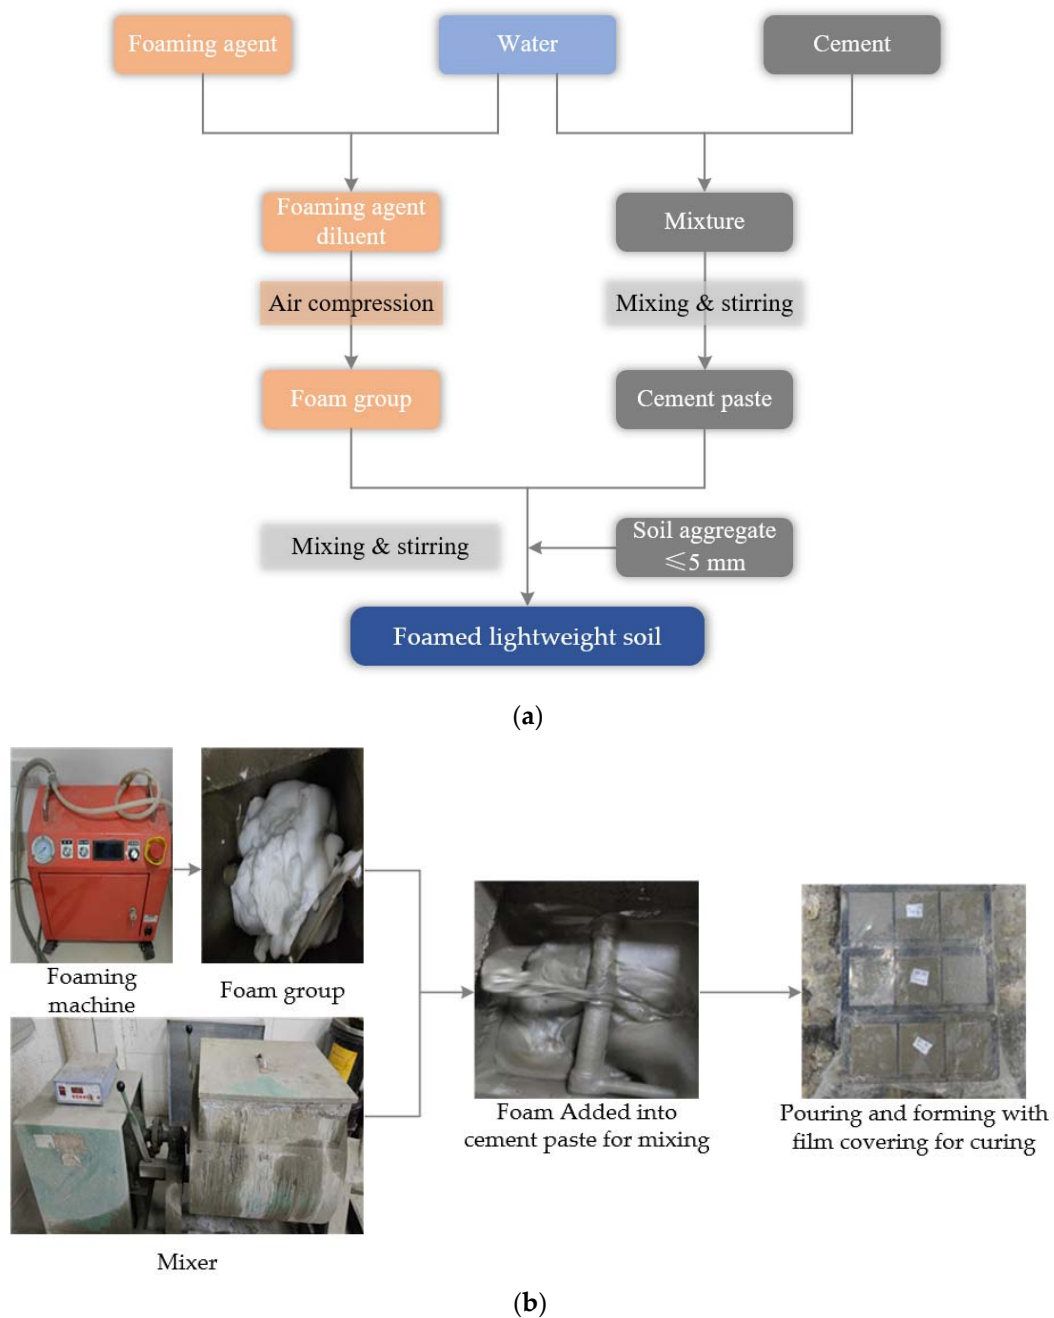 Foaming agent
Water
Cement
Foaming agent
diluent
Mixture
Air compression
Mixing & stirring
Foam group
Cement paste
Mixing & stirring
Soil aggregate
≤5 mm
Foamed lightweight soil
(a)
Foaming
machine
Foam group
Mixer
Foam Added into
cement paste for mixing
Pouring and forming with
film covering for curing
(b)